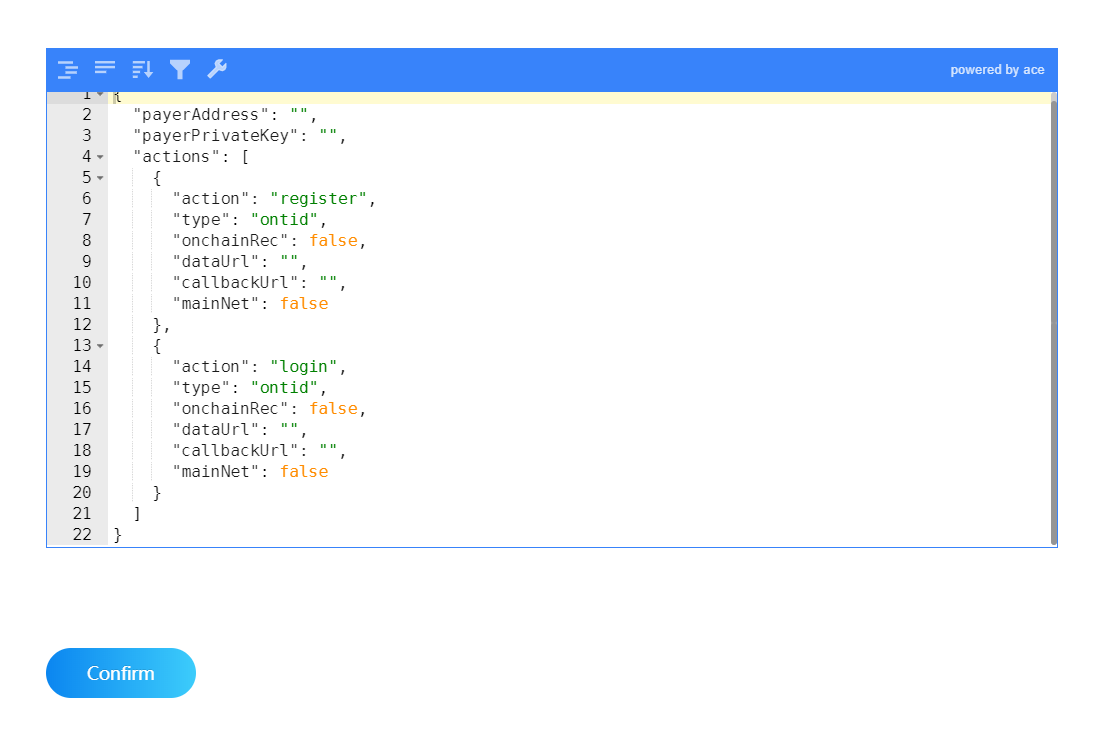 powered by ace
1 {
2 "payerAddress": "",
3 "payerPrivateKey": "",
4 "actions": [
5 {
6 "action": "register",
7 "type": "ontid",
8 "onchainRec": false,
9 "dataUrl": "",
10 "callbackUrl": "",
11 "mainNet": false
12 },
13 {
14 "action": "login",
15 "type": "ontid",
16 "onchainRec": false,
17 "dataUrl": "",
18 "callbackUrl": "",
19 "mainNet": false
20 }
21 ]
22 }
Confirm